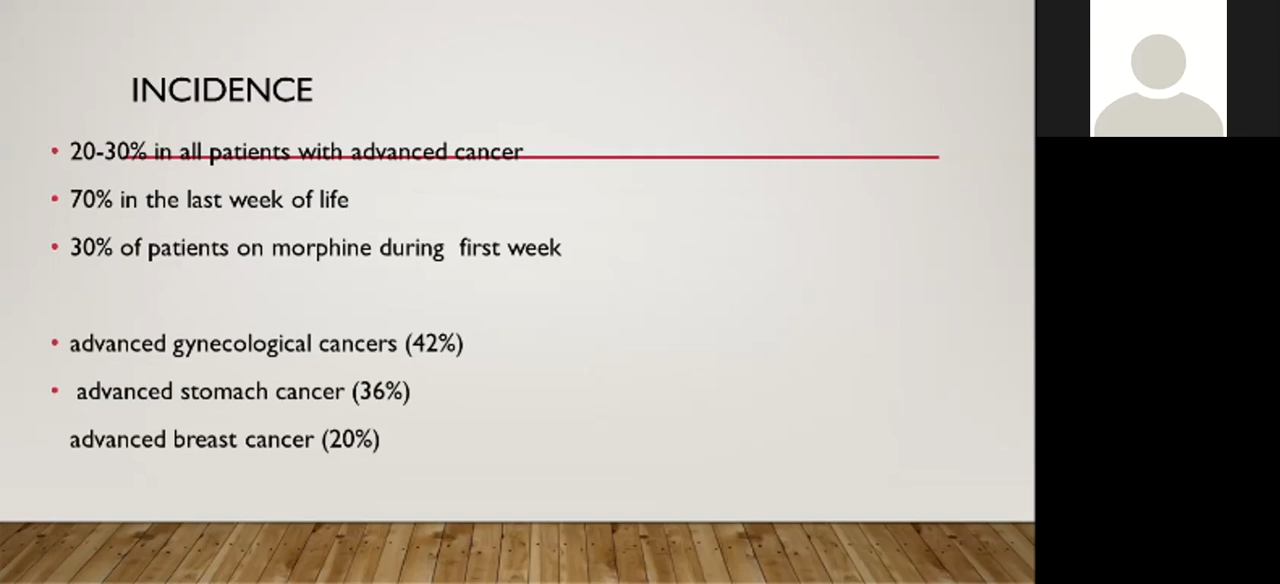 INCIDENCE
• 20-30% in all patients with advanced cancer
• 70% in the last week of life
• 30% of patients on morphine during  first week
• advanced gynecological cancers (42%)
• advanced stomach cancer (36%)
advanced breast cancer (20%)